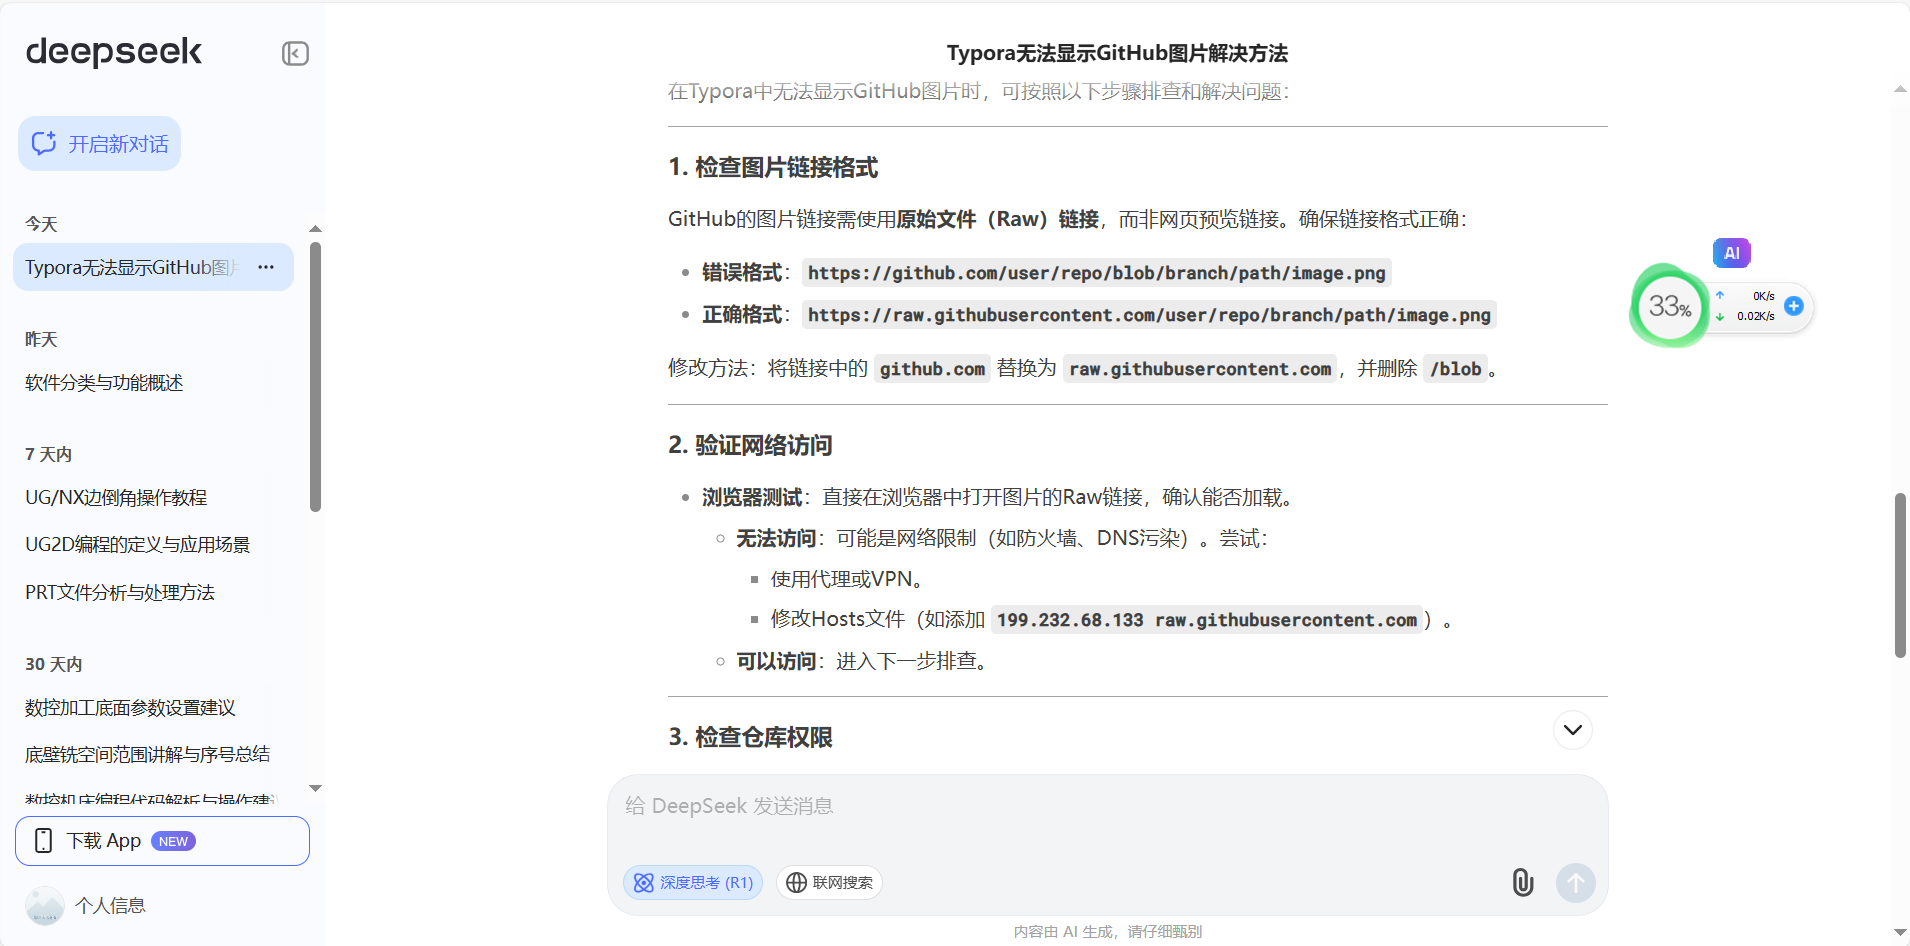 deepseek
开启新对话
今天
Typora无法显示GitHub图
昨天
软件分类与功能概述
7 天内
UG/NX边倒角操作教程
UG2D编程的定义与应用场景
PRT文件分析与处理方法
30 天内
数控加工底面参数设置建议
底壁铣空间范围讲解与序号总结
数控机床编程代码解析与操作建
下载 App NEW
个人信息
Typora无法显示GitHub图片解决方法
在Typora中无法显示GitHub图片时，可按照以下步骤排查和解决问题：
1. 检查图片链接格式
GitHub的图片链接需使用原始文件（Raw）链接，而非网页预览链接。确保链接格式正确：
错误格式：https://github.com/user/repo/blob/branch/path/image.png
正确格式：https://raw.githubusercontent.com/user/repo/branch/path/image.png
修改方法：将链接中的 github.com 替换为 raw.githubusercontent.com，并删除 /blob。
2. 验证网络访问
浏览器测试：直接在浏览器中打开图片的Raw链接，确认能否加载。
无法访问：可能是网络限制（如防火墙、DNS污染）。尝试：
使用代理或VPN。
修改Hosts文件（如添加 199.232.68.133 raw.githubusercontent.com）。
可以访问：进入下一步排查。
3. 检查仓库权限
给 DeepSeek 发送消息
深度思考 (R1)
联网搜索
内容由 AI 生成，请仔细甄别
AI
33%
0K/s
0.02K/s